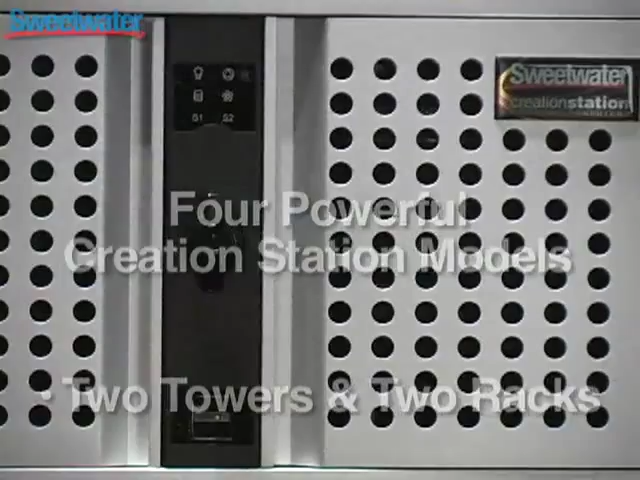 Sweetwater
Sweetwater
creationstation
S1 S2
Four Powerful
Creation Station Models
· Two Towers & Two Racks